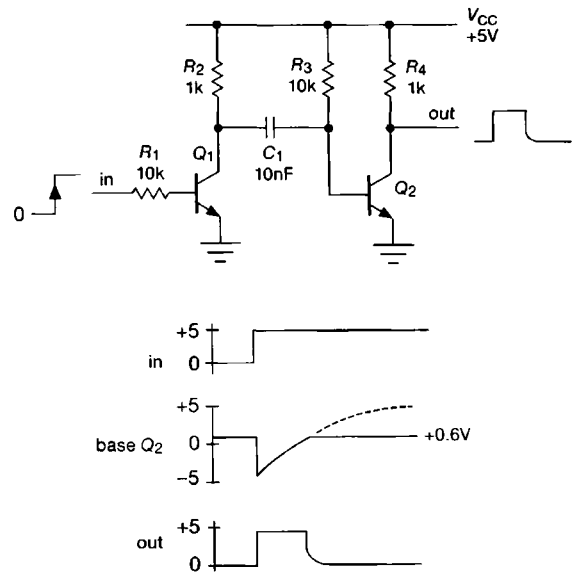 VCC
+5V
R2
1k
R3
10k
R4
1k
out
Q1
C1
10nF
R1
10k
in
Q2
0
+5
0
in
+5
0
-5
base Q2
+0.6V
+5
0
out